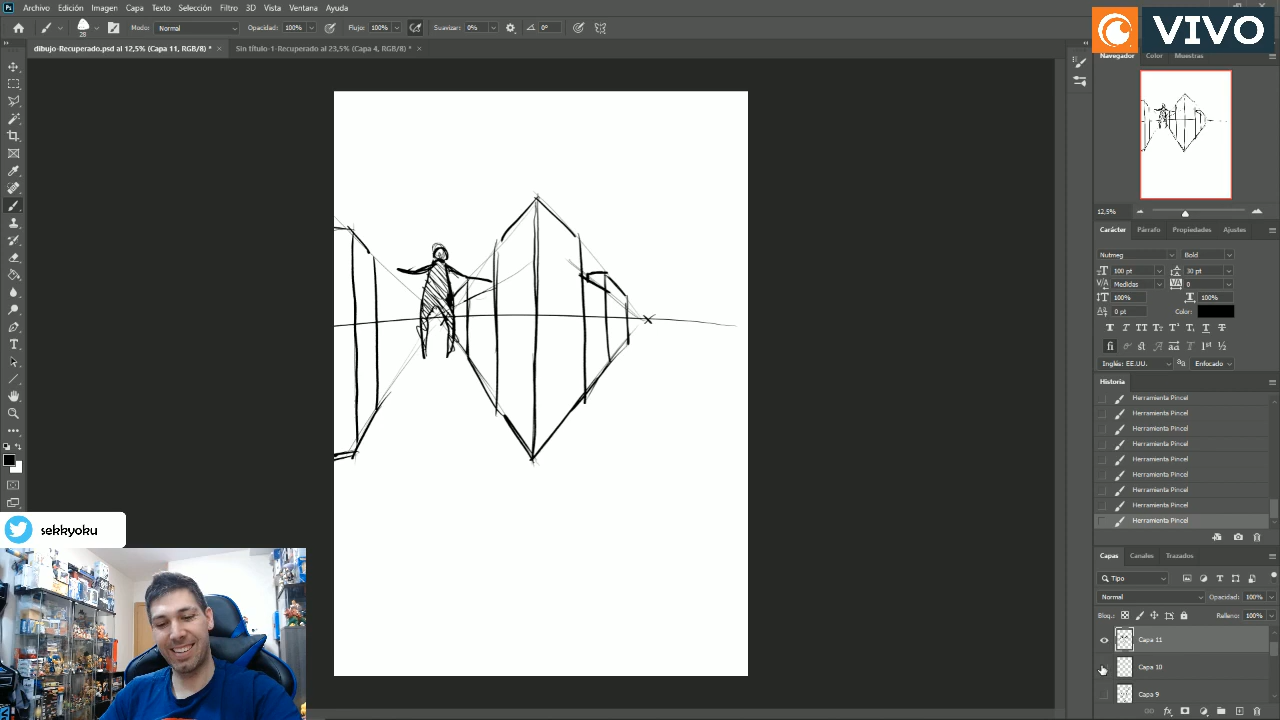 Ps Archivo Edición Imagen Capa Texto Selección Filtro 3D Vista Ventana Ayuda
28 Modo: Normal Opacidad: 100% Flujo: 100% Suavizar: 0% 0°
dibujo-Recuperado.psd al 12,5% (Capa 11, RGB/8) * × Sin título-1-Recuperado al 23,5% (Capa 4, RGB/8) * ×
VIVO
Navegador Color Muestras
12,5%
Carácter Párrafo Propiedades Ajustes
Nutmeg Bold
100 pt 30 pt
Medidas 0
100% 100%
0 pt Color:
Inglés: EE.UU. aa Enfocado
Historia
Herramienta Pincel
Herramienta Pincel
Herramienta Pincel
Herramienta Pincel
Herramienta Pincel
Herramienta Pincel
Herramienta Pincel
Herramienta Pincel
Herramienta Pincel
Capas Canales Trazados
Tipo
Normal Opacidad: 100%
Bloq.: Relleno: 100%
Capa 11
Capa 10
Capa 9
sekkyoku